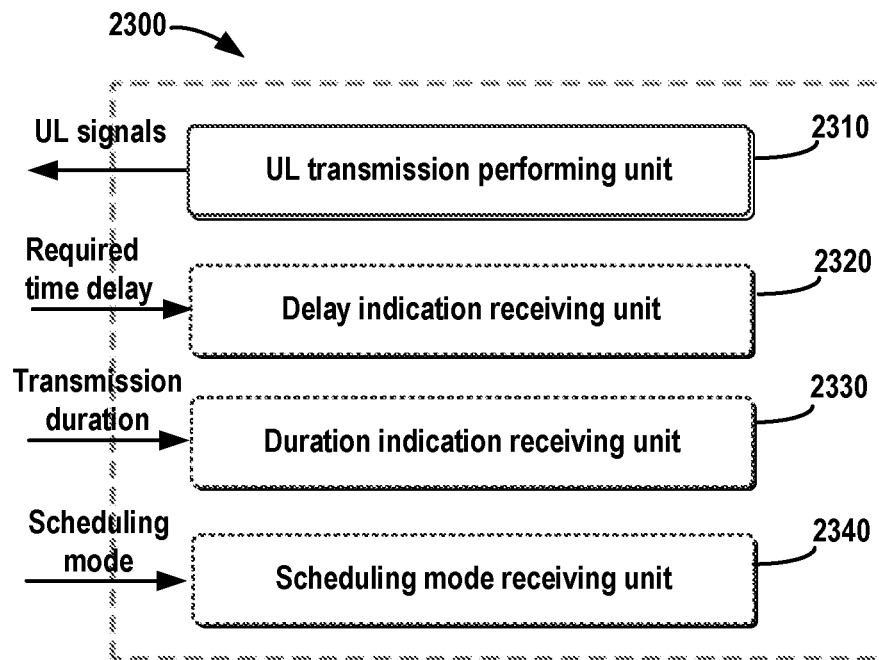 2300
UL signals
UL transmission performing unit
2310
Required
time delay
Delay indication receiving unit
2320
Transmission
duration
Duration indication receiving unit
2330
Scheduling
mode
Scheduling mode receiving unit
2340